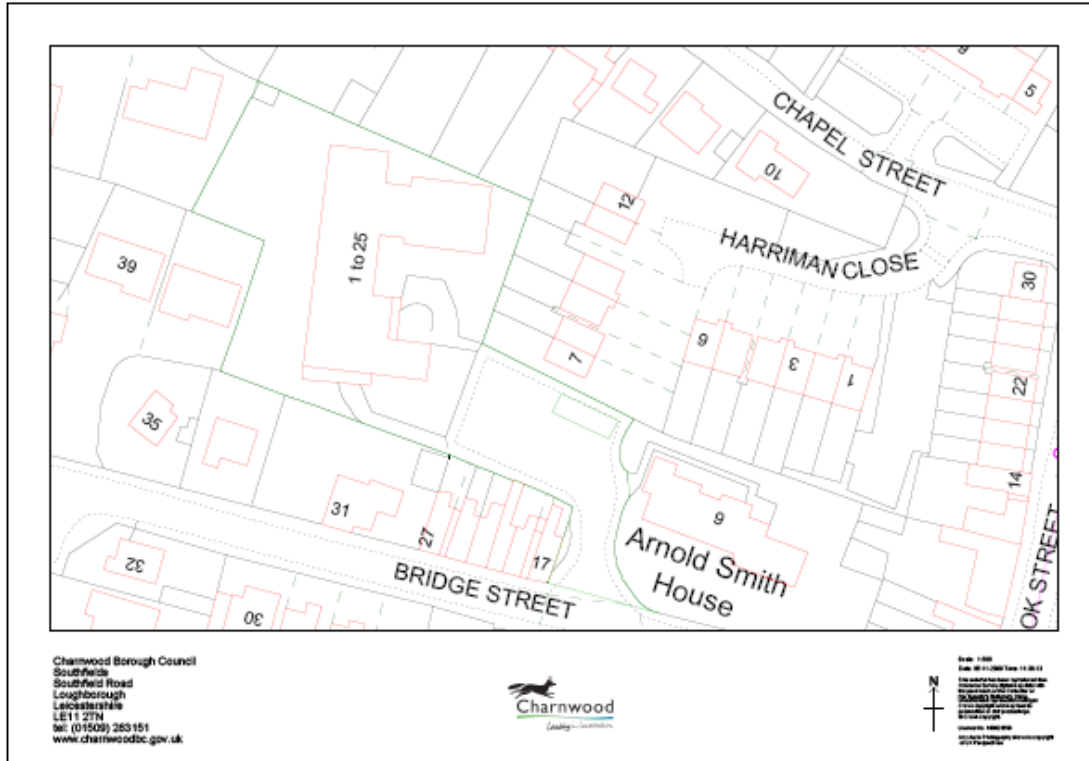 9
5
CHAPEL STREET
10
12
HARRIMAN CLOSE
1 to 25
39
30
7
6
3
1
22
35
14
31
27
17
9
Arnold Smith
House
BRIDGE STREET
32
30
OK STREET
Charnwood Borough Council
Southfields
Southfield Road
Loughborough
Leicestershire
LE11 2TN
tel: (01509) 263151
www.charnwoodbc.gov.uk
Charnwood
N